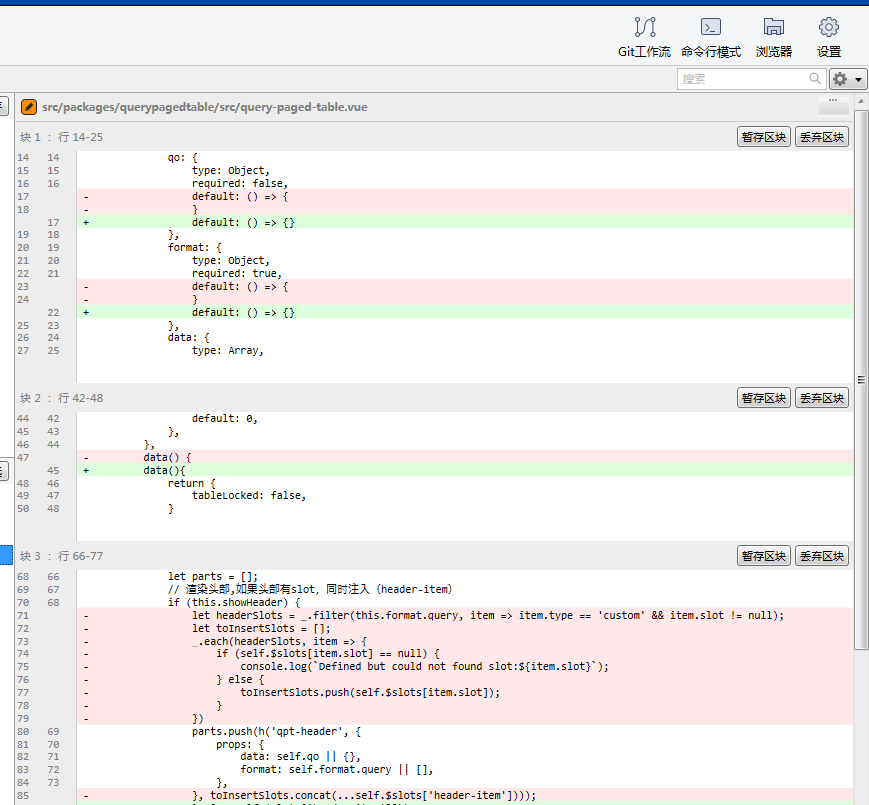 Git工作流 命令行模式 浏览器 设置
搜索
src/packages/querypagedtable/src/query-paged-table.vue
块 1 : 行 14-25 暂存区块 丢弃区块
14 14 qo: {
15 15 type: Object,
16 16 required: false,
17 - default: () => {
18 - }
17 + default: () => {}
19 18 },
20 19 format: {
21 20 type: Object,
22 21 required: true,
23 - default: () => {
24 - }
22 + default: () => {}
25 23 },
26 24 data: {
27 25 type: Array,
块 2 : 行 42-48 暂存区块 丢弃区块
44 42 default: 0,
45 43 },
46 44 },
47 - data() {
45 + data(){
48 46 return {
49 47 tableLocked: false,
50 48 }
块 3 : 行 66-77 暂存区块 丢弃区块
68 66 let parts = [];
69 67 // 渲染头部,如果头部有slot, 同时注入（header-item）
70 68 if (this.showHeader) {
71 - let headerSlots = _.filter(this.format.query, item => item.type == 'custom' && item.slot != null);
72 - let toInsertSlots = [];
73 - _.each(headerSlots, item => {
74 - if (self.$slots[item.slot] == null) {
75 - console.log(`Defined but could not found slot:${item.slot}`);
76 - } else {
77 - toInsertSlots.push(self.$slots[item.slot]);
78 - }
79 - })
80 69 parts.push(h('qpt-header', {
81 70 props: {
82 71 data: self.qo || {},
83 72 format: self.format.query || [],
84 73 },
85 - }, toInsertSlots.concat(...self.$slots['header-item'])));